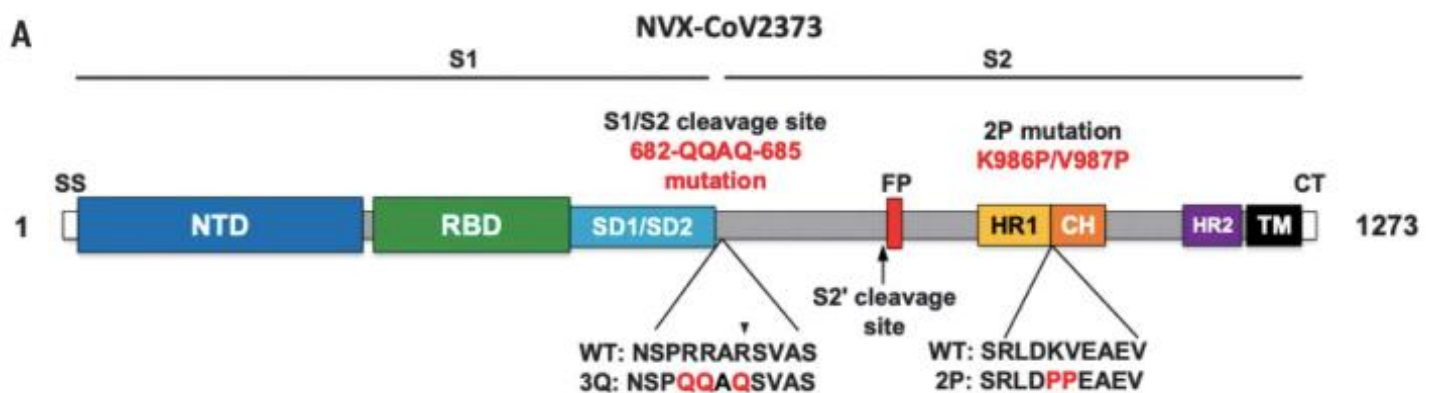 A
NVX-CoV2373
S1 S2
S1/S2 cleavage site
682-QQAQ-685
mutation
2P mutation
K986P/V987P
SS FP CT
1 NTD RBD SD1/SD2 HR1 CH HR2 TM 1273
S2' cleavage
site
WT: NSPRRARSVAS
3Q: NSPQQAQSVAS
WT: SRLDKVEAEV
2P: SRLDPPEAEV